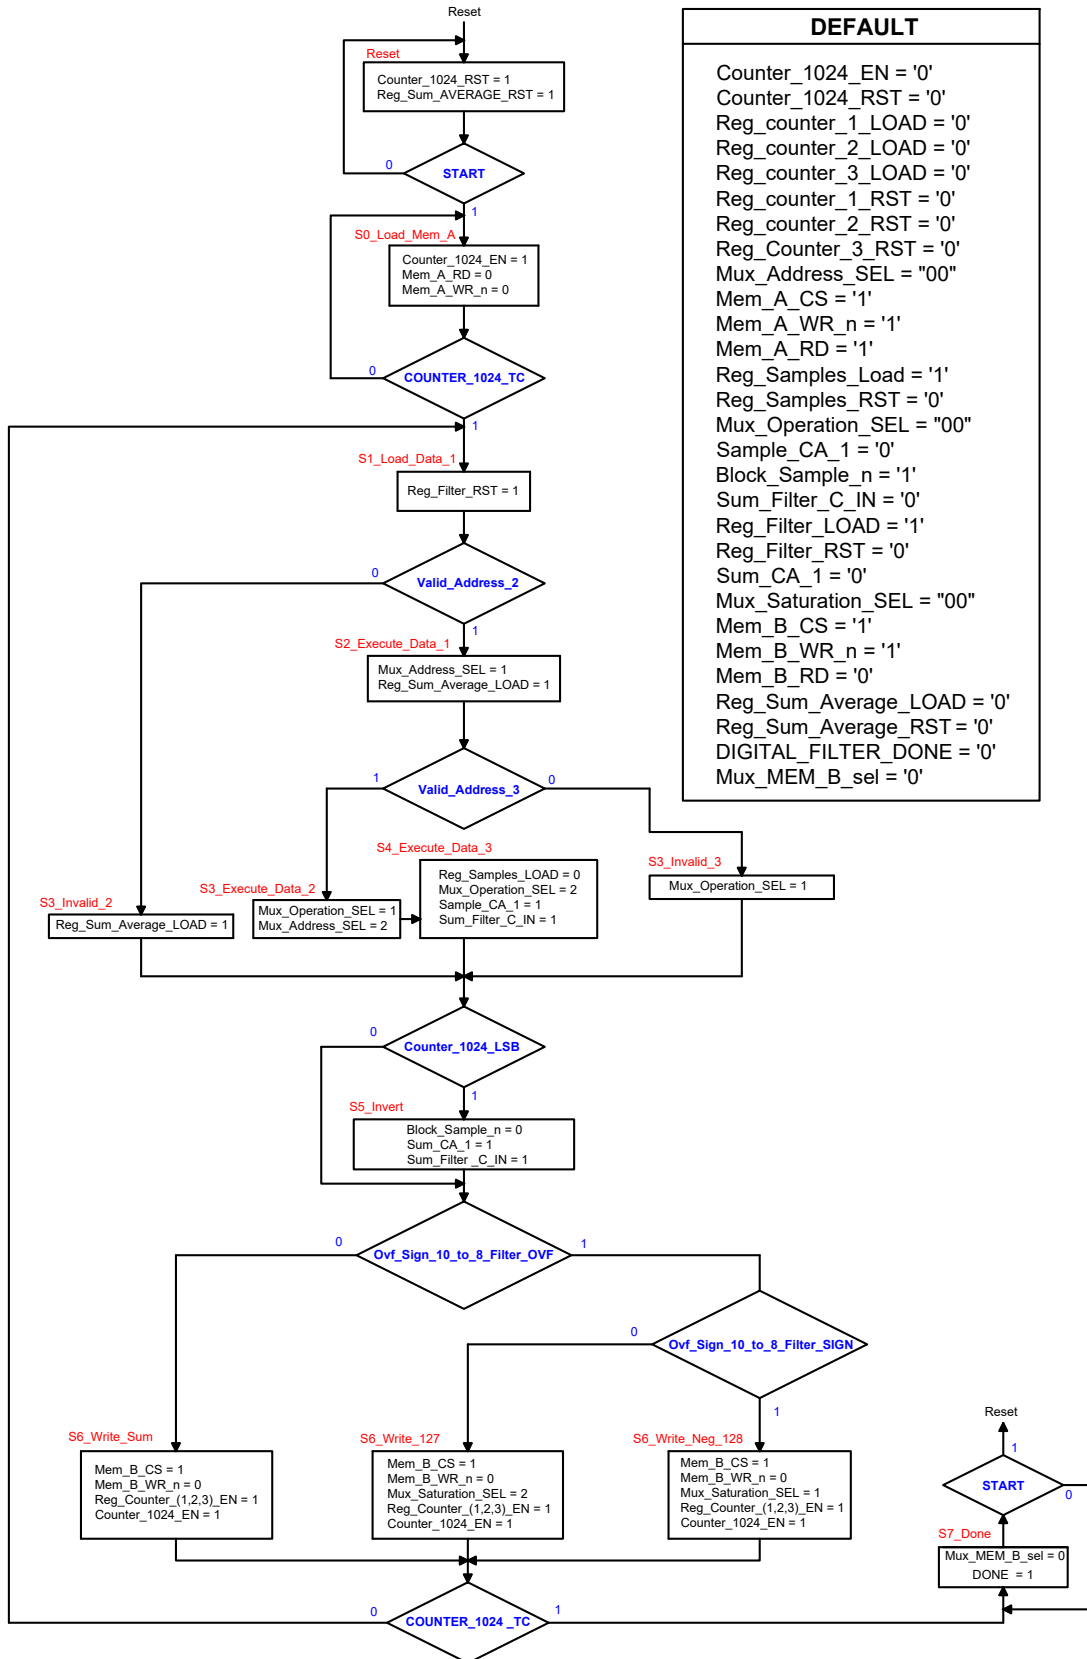 Reset
Reset
Counter_1024_RST = 1
Reg_Sum_AVERAGE_RST = 1
0
START
1
S0_Load_Mem_A
Counter_1024_EN = 1
Mem_A_RD = 0
Mem_A_WR_n = 0
0
COUNTER_1024_TC
1
S1_Load_Data_1
Reg_Filter_RST = 1
0
Valid_Address_2
1
S2_Execute_Data_1
Mux_Address_SEL = 1
Reg_Sum_Average_LOAD = 1
1
Valid_Address_3
0
S4_Execute_Data_3
Reg_Samples_LOAD = 0
Mux_Operation_SEL = 2
Sample_CA_1 = 1
Sum_Filter_C_IN = 1
S3_Invalid_3
Mux_Operation_SEL = 1
S3_Execute_Data_2
Mux_Operation_SEL = 1
Mux_Address_SEL = 2
S3_Invalid_2
Reg_Sum_Average_LOAD = 1
0
Counter_1024_LSB
1
S5_Invert
Block_Sample_n = 0
Sum_CA_1 = 1
Sum_Filter _C_IN = 1
0
Ovf_Sign_10_to_8_Filter_OVF
1
0
Ovf_Sign_10_to_8_Filter_SIGN
1
S6_Write_Sum
Mem_B_CS = 1
Mem_B_WR_n = 0
Reg_Counter_(1,2,3)_EN = 1
Counter_1024_EN = 1
S6_Write_127
Mem_B_CS = 1
Mem_B_WR_n = 0
Mux_Saturation_SEL = 2
Reg_Counter_(1,2,3)_EN = 1
Counter_1024_EN = 1
S6_Write_Neg_128
Mem_B_CS = 1
Mem_B_WR_n = 0
Mux_Saturation_SEL = 1
Reg_Counter_(1,2,3)_EN = 1
Counter_1024_EN = 1
0
COUNTER_1024 _TC
1
Reset
1
START
0
S7_Done
Mux_MEM_B_sel = 0
DONE = 1
DEFAULT
Counter_1024_EN = '0'
Counter_1024_RST = '0'
Reg_counter_1_LOAD = '0'
Reg_counter_2_LOAD = '0'
Reg_counter_3_LOAD = '0'
Reg_counter_1_RST = '0'
Reg_counter_2_RST = '0'
Reg_Counter_3_RST = '0'
Mux_Address_SEL = "00"
Mem_A_CS = '1'
Mem_A_WR_n = '1'
Mem_A_RD = '1'
Reg_Samples_Load = '1'
Reg_Samples_RST = '0'
Mux_Operation_SEL = "00"
Sample_CA_1 = '0'
Block_Sample_n = '1'
Sum_Filter_C_IN = '0'
Reg_Filter_LOAD = '1'
Reg_Filter_RST = '0'
Sum_CA_1 = '0'
Mux_Saturation_SEL = "00"
Mem_B_CS = '1'
Mem_B_WR_n = '1'
Mem_B_RD = '0'
Reg_Sum_Average_LOAD = '0'
Reg_Sum_Average_RST = '0'
DIGITAL_FILTER_DONE = '0'
Mux_MEM_B_sel = '0'